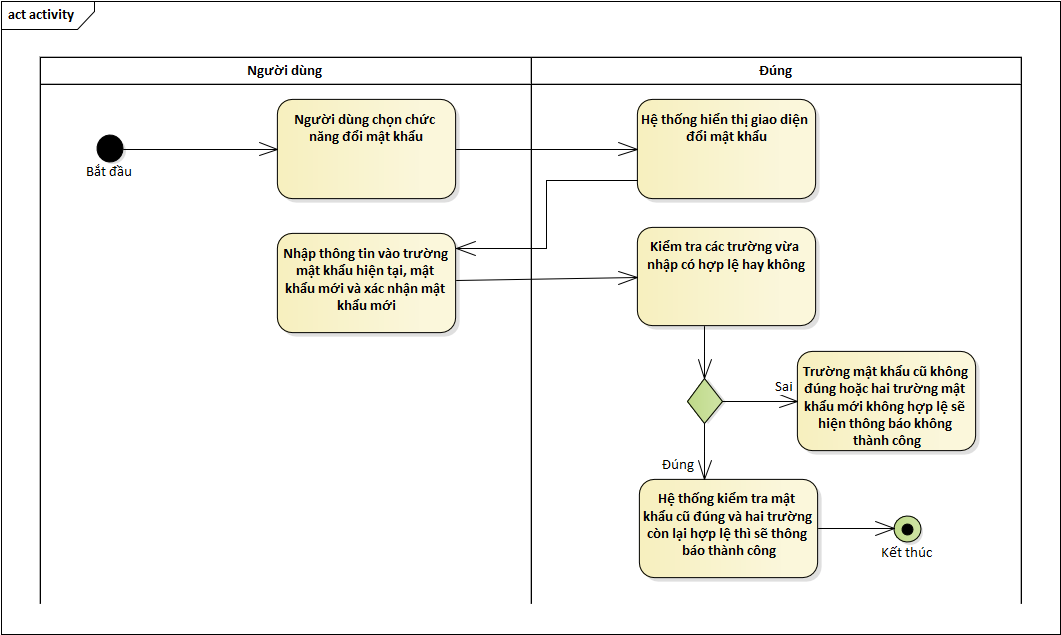 act activity
Người dùng
Đúng
Bắt đầu
Người dùng chọn chức
năng đổi mật khẩu
Hệ thống hiển thị giao diện
đổi mật khẩu
Nhập thông tin vào trường
mật khẩu hiện tại, mật
khẩu mới và xác nhận mật
khẩu mới
Kiểm tra các trường vừa
nhập có hợp lệ hay không
Sai
Trường mật khẩu cũ không
đúng hoặc hai trường mật
khẩu mới không hợp lệ sẽ
hiện thông báo không
thành công
Đúng
Hệ thống kiểm tra mật
khẩu cũ đúng và hai trường
còn lại hợp lệ thì sẽ thông
báo thành công
Kết thúc